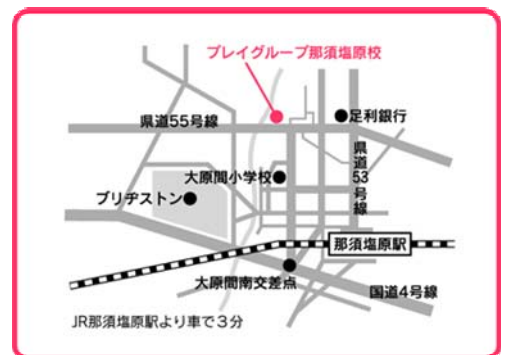 プレイグループ那須塩原校
県道55号線
足利銀行
県道53号線
大原間小学校
ブリヂストン
那須塩原駅
大原間南交差点
国道4号線
JR那須塩原駅より車で3分